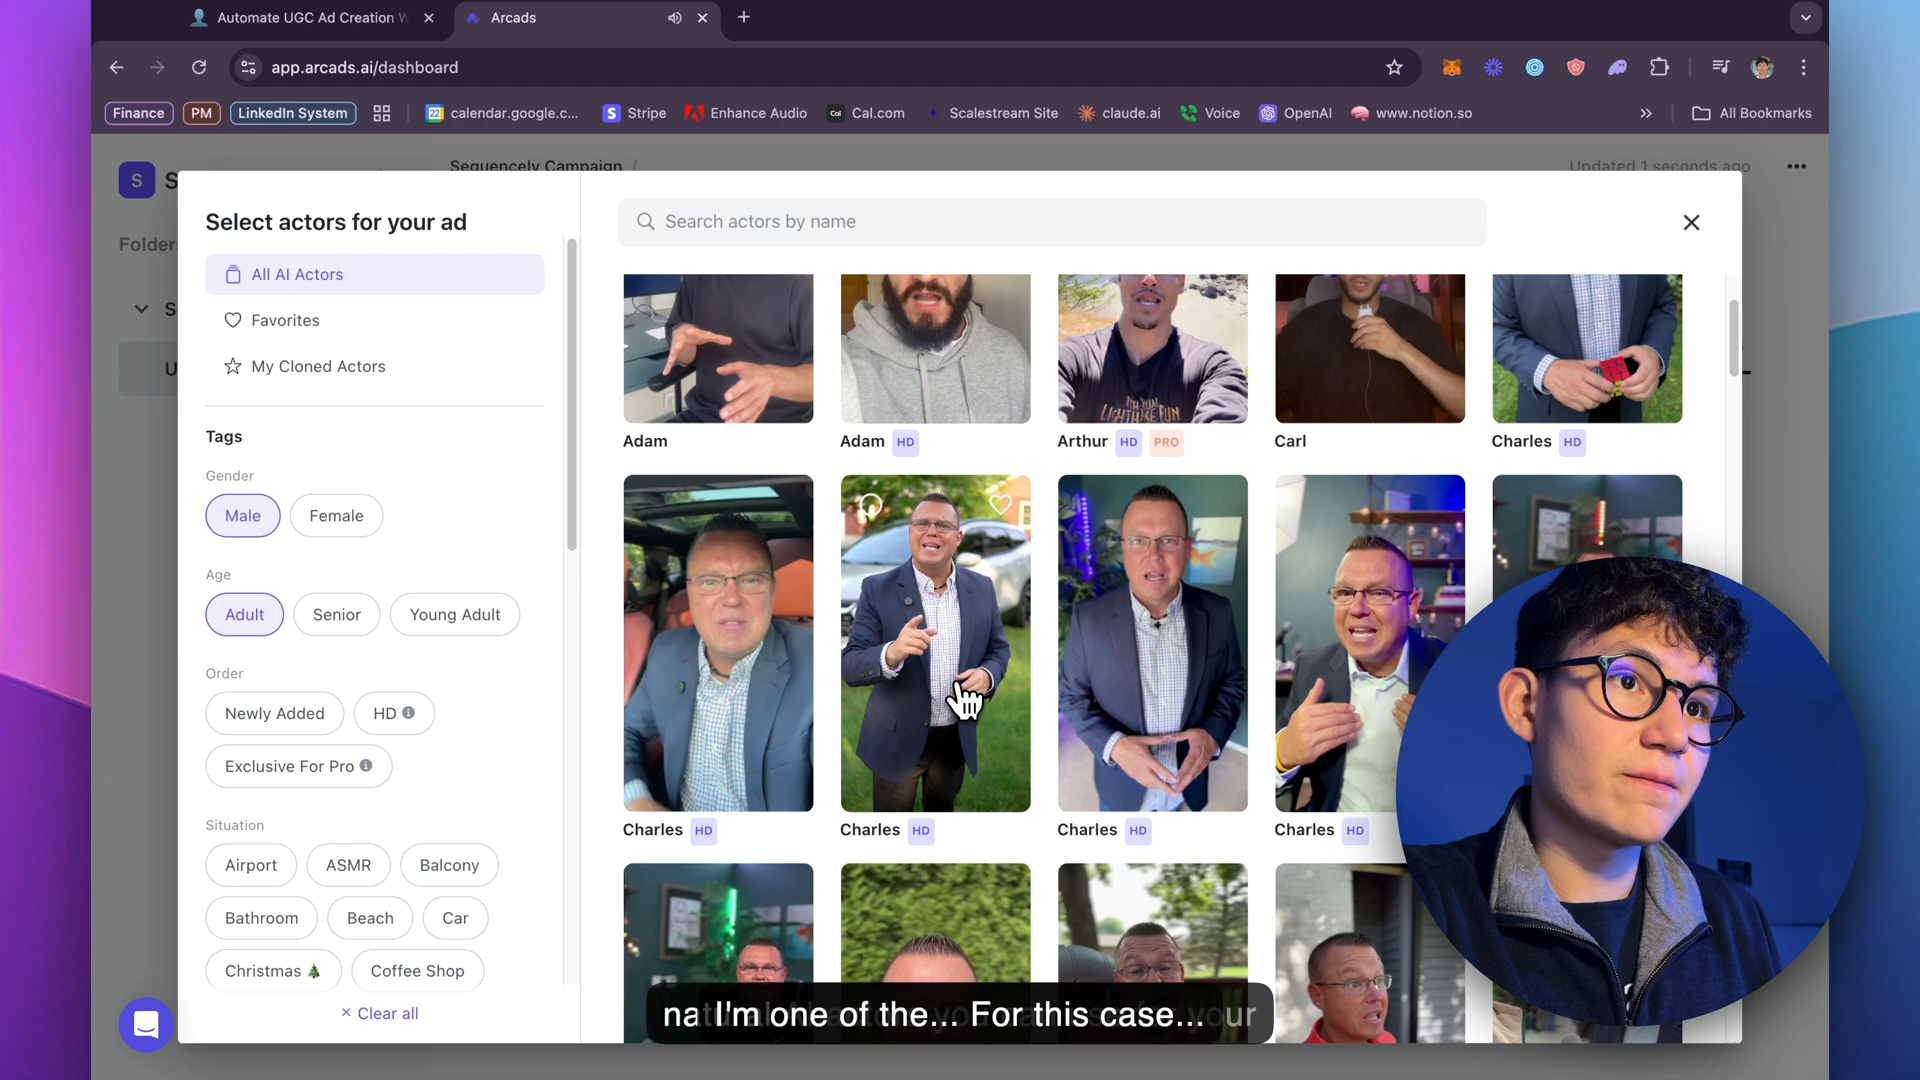 Automate UGC Ad Creation W
Arcads
app.arcads.ai/dashboard
Finance
PM
LinkedIn System
22
calendar.google.c...
S
Stripe
Enhance Audio
Cal
Cal.com
Scalestream Site
claude.ai
Voice
OpenAI
www.notion.so
All Bookmarks
S
Sequencely Campaign /
Updated 1 seconds ago
Select actors for your ad
Search actors by name
All AI Actors
Favorites
My Cloned Actors
Tags
Gender
Male
Female
Age
Adult
Senior
Young Adult
Order
Newly Added
HD
Exclusive For Pro
Situation
Airport
ASMR
Balcony
Bathroom
Beach
Car
Christmas 🎄
Coffee Shop
Clear all
Adam
Adam HD
Arthur HD PRO
Carl
Charles HD
Charles HD
Charles HD
Charles HD
Charles HD
I'm one of the... For this case... your